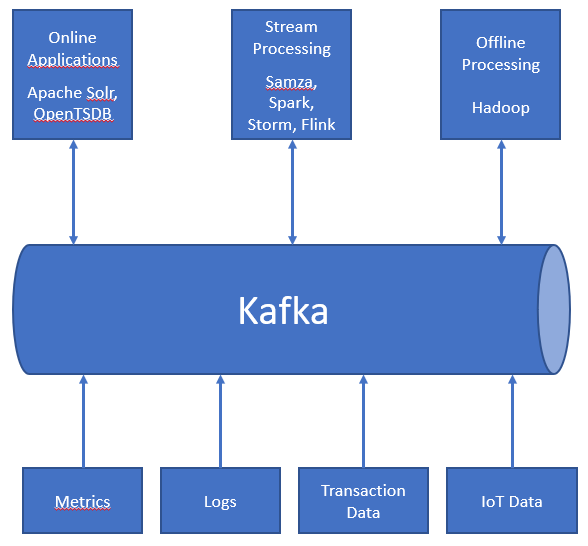 Online
Applications
Apache Solr,
OpenTSDB
Stream
Processing
Samza,
Spark,
Storm, Flink
Offline
Processing
Hadoop
Kafka
Metrics
Logs
Transaction
Data
IoT Data